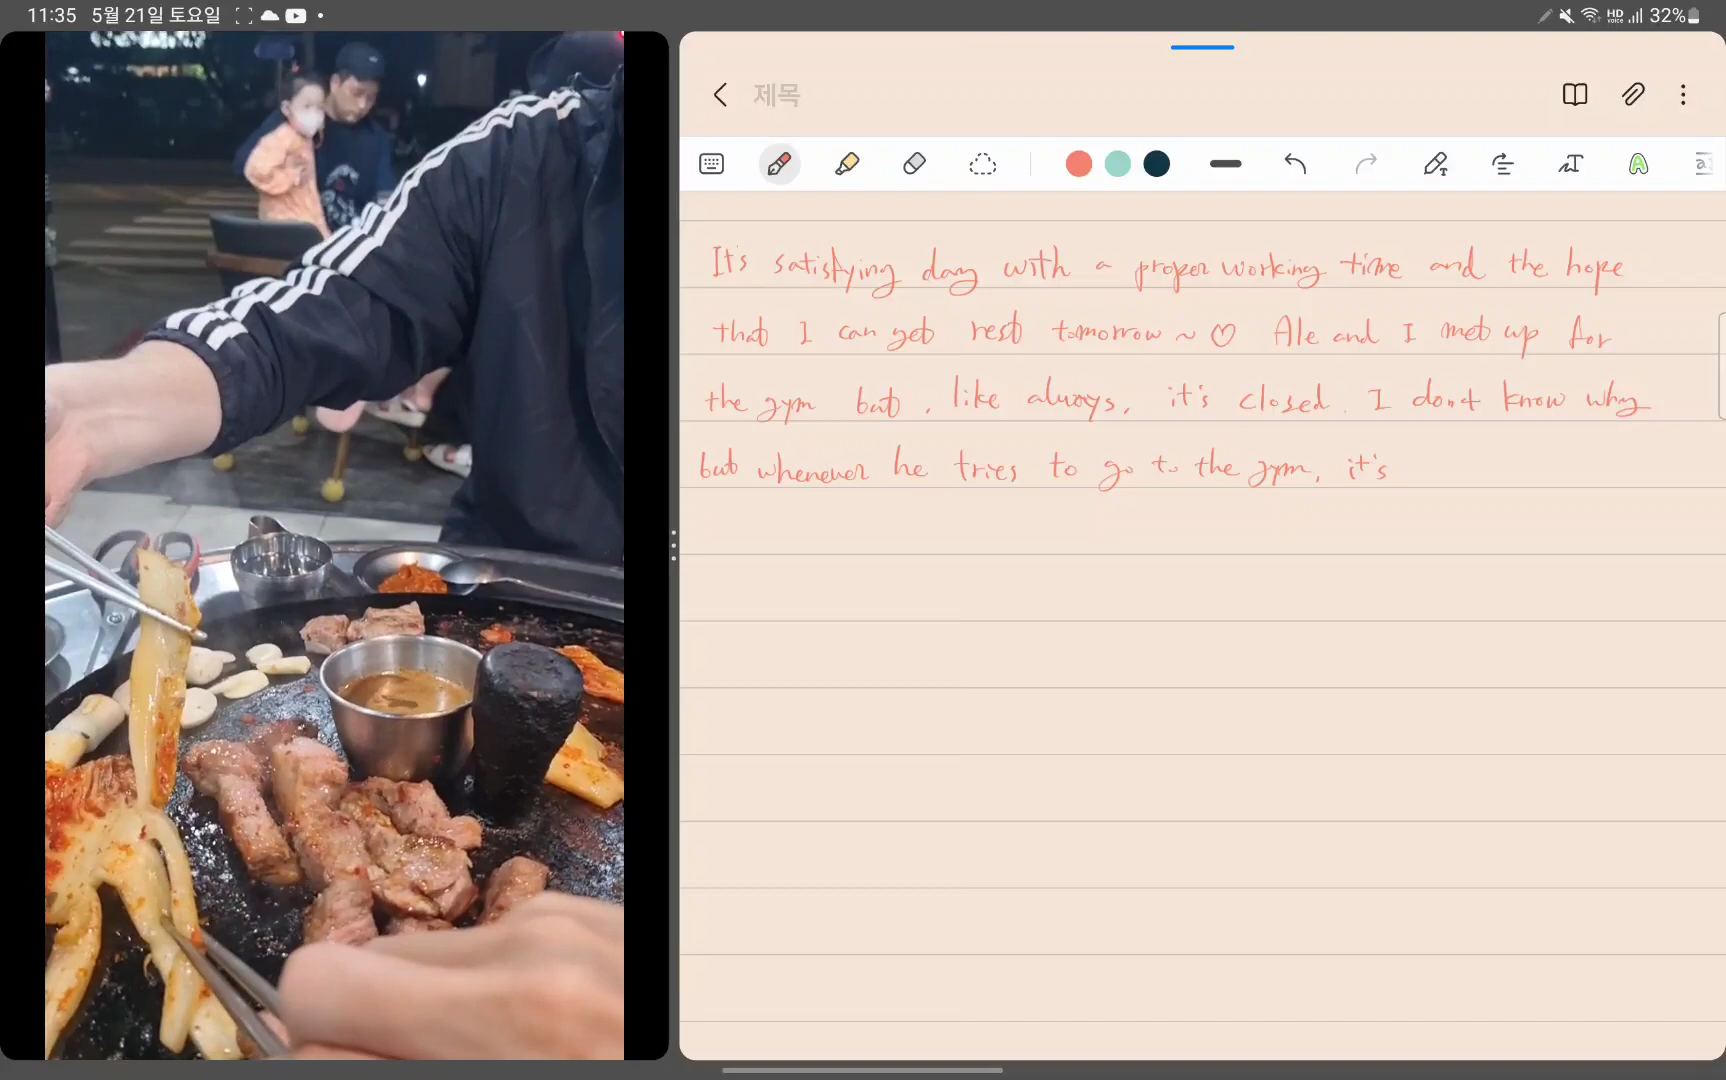 11:35 5월 21일 토요일
HD voice 32%
제목
It's satisfying day with a proper working time and the hope
that I can get rest tomorrow ~ ♡ Ale and I met up for
the gym but, like always, it's closed. I don't know why
but whenever he tries to go to the gym, it's